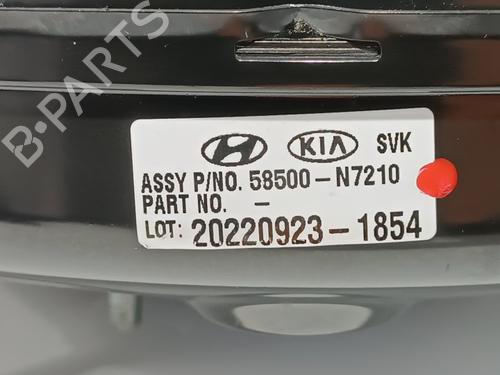 B-PARTS
KIA SVK
ASSY P/NO. 58500-N7210
PART NO. -
LOT: 20220923-1854